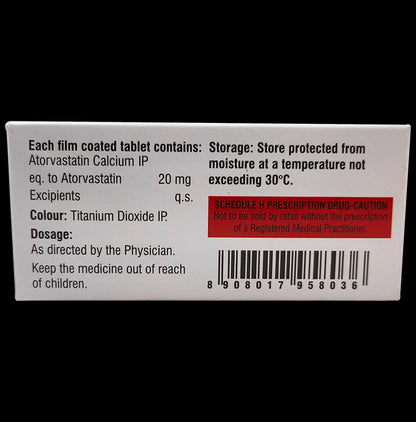 Each film coated tablet contains:
Atorvastatin Calcium IP
eq. to Atorvastatin 20 mg
Excipients q.s.
Colour: Titanium Dioxide IP.
Dosage:
As directed by the Physician.
Keep the medicine out of reach
of children.
Storage: Store protected from
moisture at a temperature not
exceeding 30°C.
SCHEDULE H PRESCRIPTION DRUG-CAUTION
Not to be sold by retail without the prescription
of a Registered Medical Practitioner.
8 908017 958036